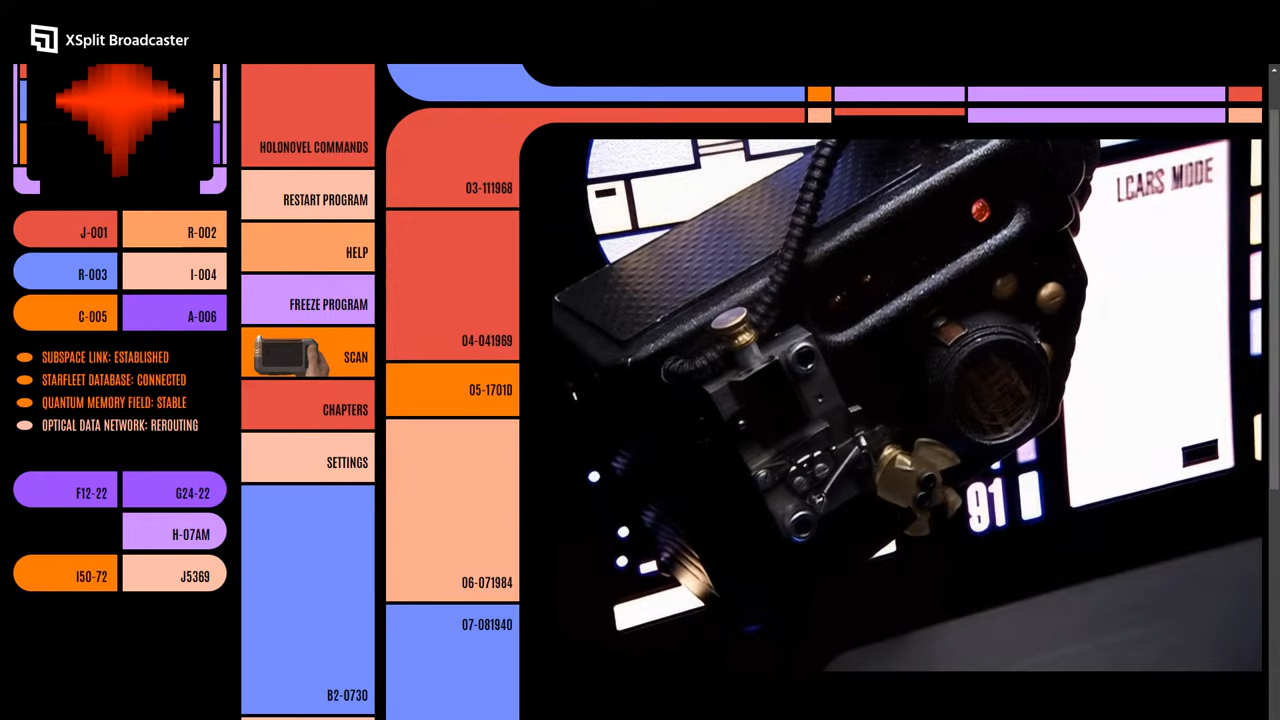 XSplit Broadcaster
J-001
R-002
R-003
I-004
C-005
A-006
SUBSPACE LINK: ESTABLISHED
STARFLEET DATABASE: CONNECTED
QUANTUM MEMORY FIELD: STABLE
OPTICAL DATA NETWORK: REROUTING
F12-22
G24-22
H-07AM
I50-72
J5369
HOLONOVEL COMMANDS
RESTART PROGRAM
HELP
FREEZE PROGRAM
SCAN
CHAPTERS
SETTINGS
B2-0730
03-111968
04-041969
05-1701D
06-071984
07-081940
LCARS MODE
91